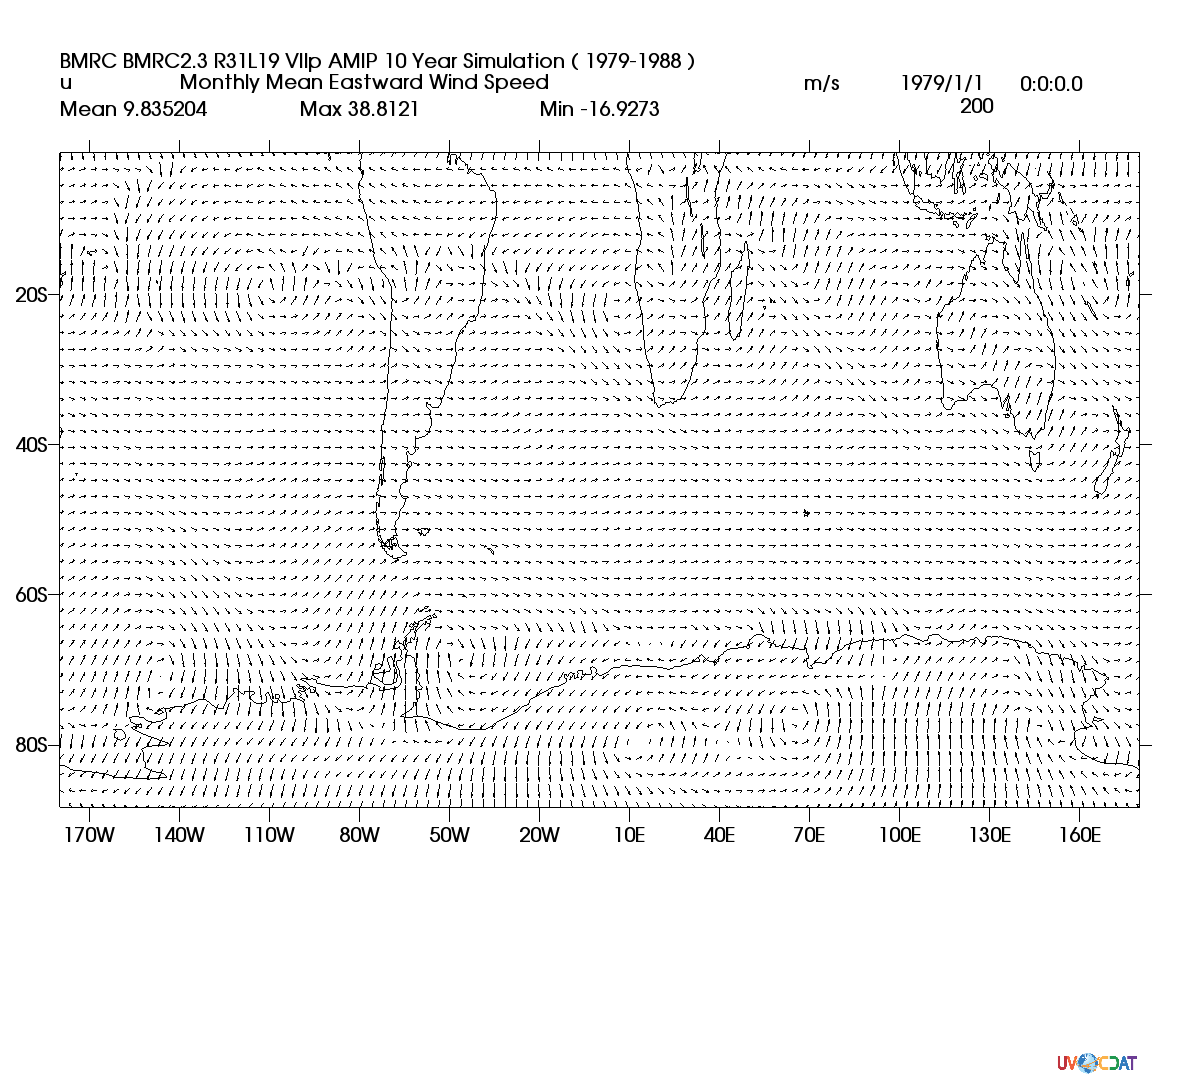 BMRC BMRC2.3 R31L19 VIIp AMIP 10 Year Simulation ( 1979-1988 )
u Monthly Mean Eastward Wind Speed m/s 1979/1/1 0:0:0.0
Mean 9.835204 Max 38.8121 Min -16.9273 200
20S
40S
60S
80S
170W 140W 110W 80W 50W 20W 10E 40E 70E 100E 130E 160E
UVCDAT